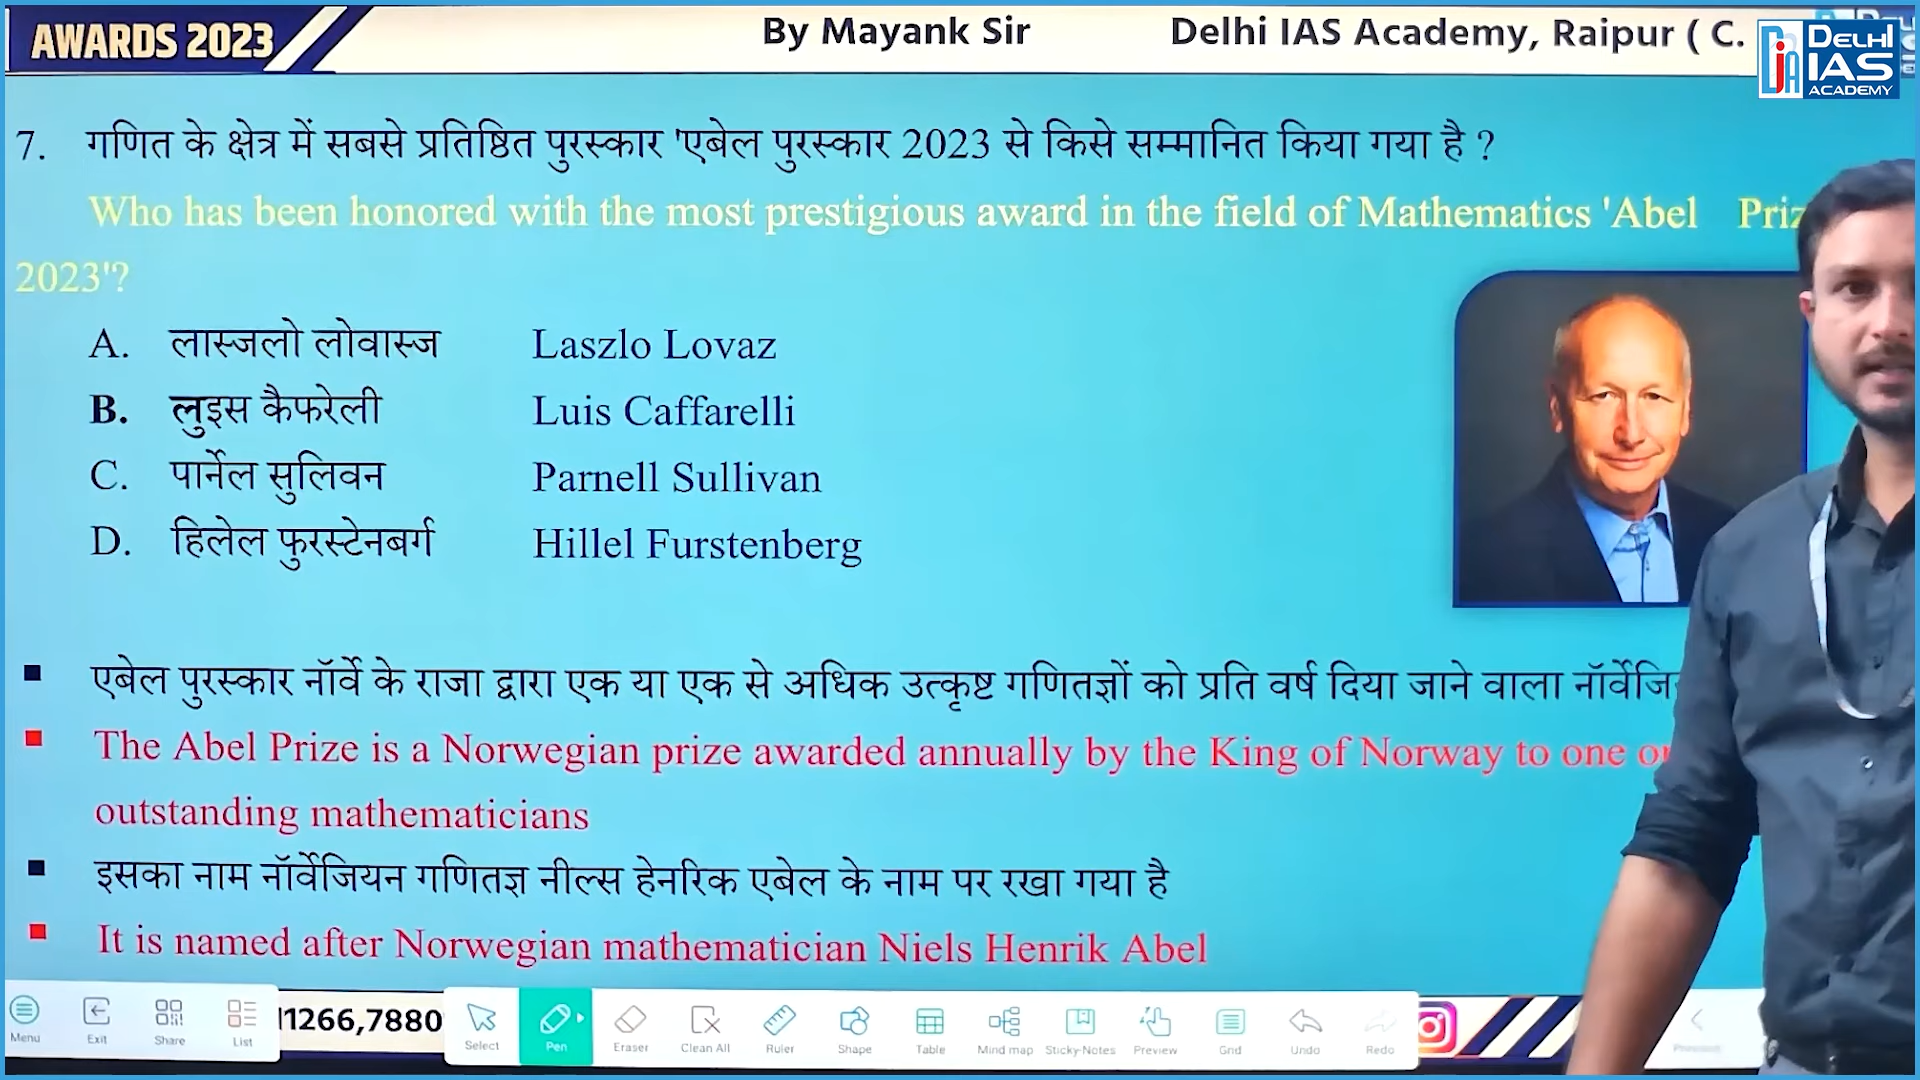 AWARDS 2023
By Mayank Sir
Delhi IAS Academy, Raipur ( C.
DELHI
IAS
ACADEMY
7. गणित के क्षेत्र में सबसे प्रतिष्ठित पुरस्कार 'एबेल पुरस्कार 2023 से किसे सम्मानित किया गया है ?
Who has been honored with the most prestigious award in the field of Mathematics 'Abel
2023'?
A. लास्जलो लोवास्ज Laszlo Lovaz
B. लुइस कैफरेली Luis Caffarelli
C. पार्नेल सुलिवन Parnell Sullivan
D. हिलेल फुरस्टेनबर्ग Hillel Furstenberg
▪ एबेल पुरस्कार नॉर्वे के राजा द्वारा एक या एक से अधिक उत्कृष्ट गणितज्ञों को प्रति वर्ष दिया जाने वाला
▪ The Abel Prize is a Norwegian prize awarded annually by the King of Norway to one or
outstanding mathematicians
▪ इसका नाम नॉर्वेजियन गणितज्ञ नील्स हेनरिक एबेल के नाम पर रखा गया है
▪ It is named after Norwegian mathematician Niels Henrik Abel
Menu Exit Share List
11266,7880
Select Pen Eraser Clean All Ruler Shape Table Mind map Sticky-Notes Preview Grid Undo Redo